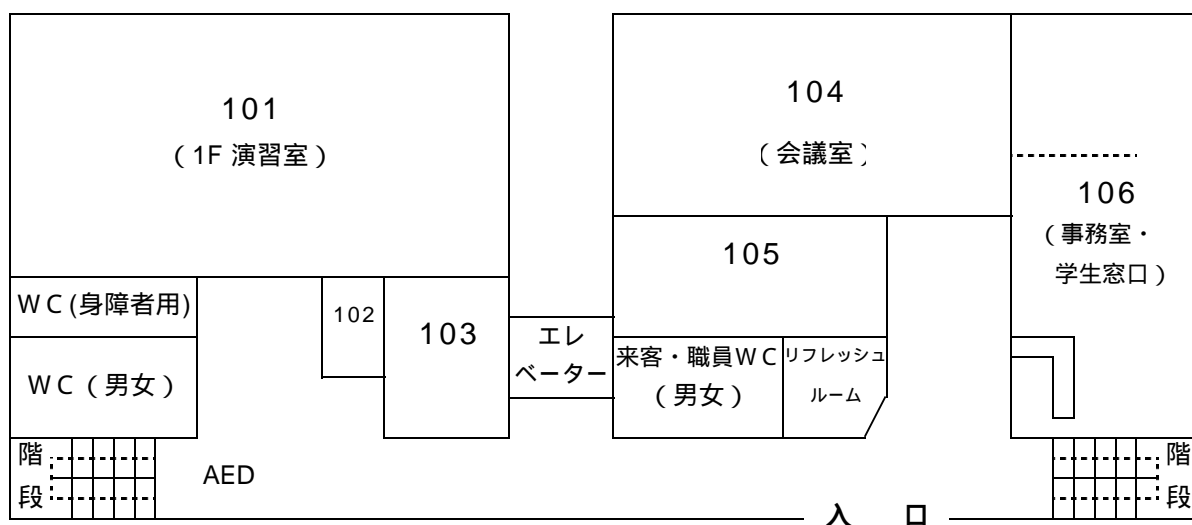 101
(1F 演習室)
104
(会議室)
106
(事務室・
学生窓口)
105
WC(身障者用)
102
103
エレ
ベーター
来客・職員WC
(男女)
リフレッシュ
ルーム
WC(男女)
階
段
AED
階
段
入 口